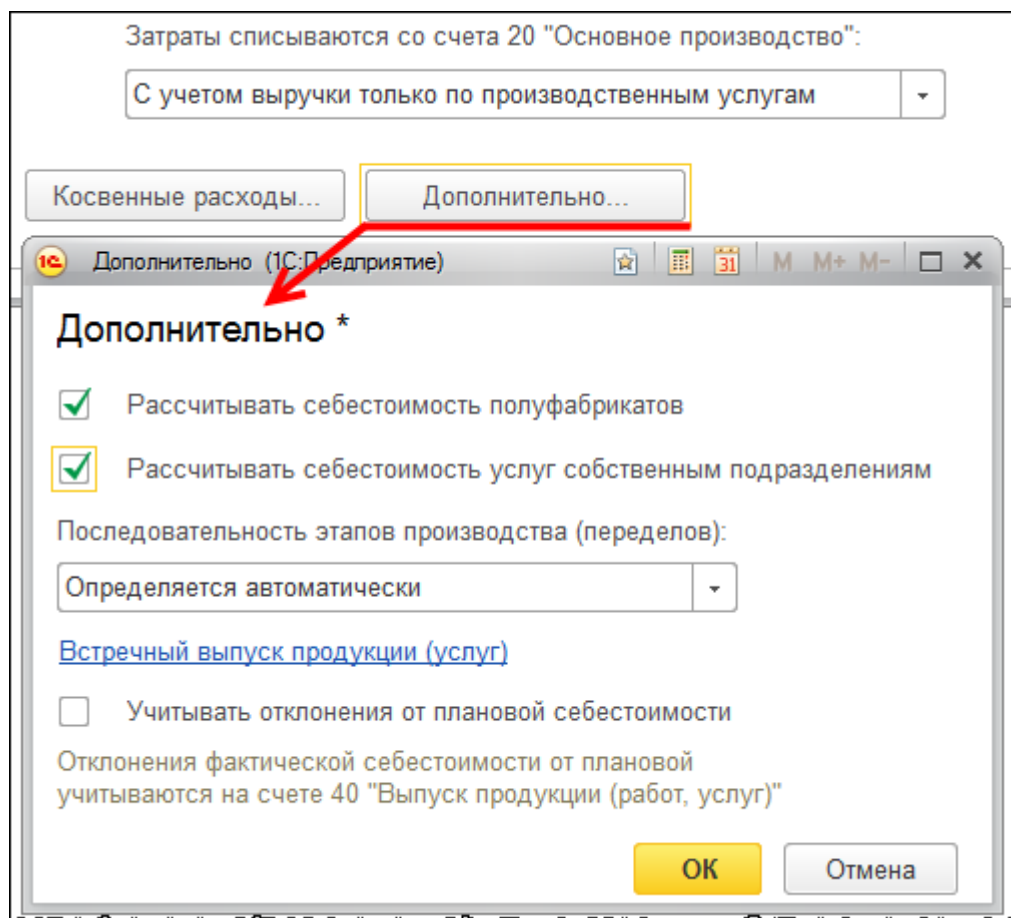 Затраты списываются со счета 20 "Основное производство":
С учетом выручки только по производственным услугам
Косвенные расходы... Дополнительно...
1С Дополнительно (1С:Предприятие) 31 M M+ M-
Дополнительно *
Рассчитывать себестоимость полуфабрикатов
Рассчитывать себестоимость услуг собственным подразделениям
Последовательность этапов производства (переделов):
Определяется автоматически
Встречный выпуск продукции (услуг)
Учитывать отклонения от плановой себестоимости
Отклонения фактической себестоимости от плановой
учитываются на счете 40 "Выпуск продукции (работ, услуг)"
ОК Отмена